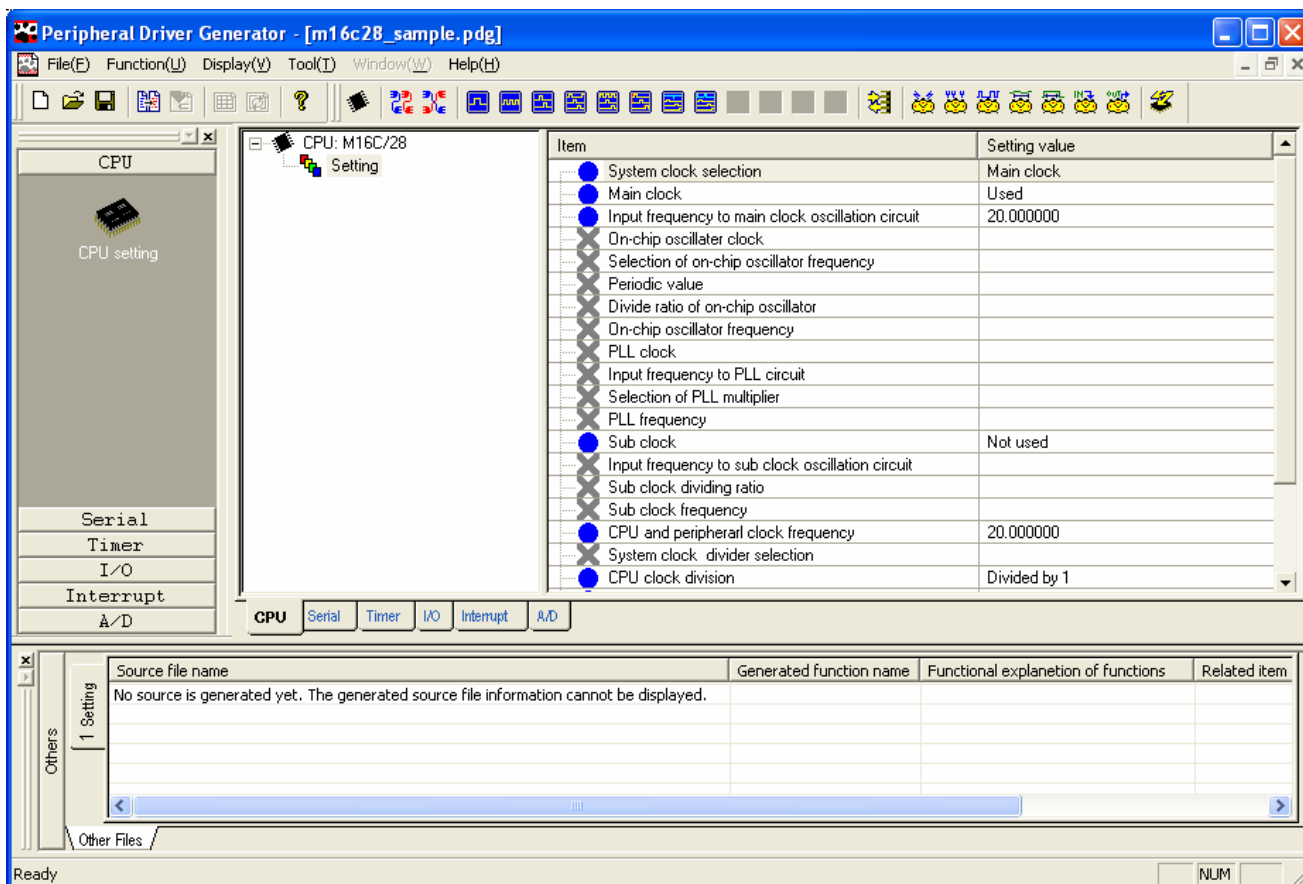 Peripheral Driver Generator - [m16c28_sample.pdg]
File(F) Function(U) Display(V) Tool(T) Window(W) Help(H)
CPU
CPU setting
Serial
Timer
I/O
Interrupt
A/D
CPU: M16C/28
Setting
Item Setting value
System clock selection Main clock
Main clock Used
Input frequency to main clock oscillation circuit 20.000000
On-chip oscillater clock
Selection of on-chip oscillator frequency
Periodic value
Divide ratio of on-chip oscillator
On-chip oscillator frequency
PLL clock
Input frequency to PLL circuit
Selection of PLL multiplier
PLL frequency
Sub clock Not used
Input frequency to sub clock oscillation circuit
Sub clock dividing ratio
Sub clock frequency
CPU and peripherarl clock frequency 20.000000
System clock divider selection
CPU clock division Divided by 1
CPU Serial Timer I/O Interrupt A/D
Others
1 Setting
Source file name Generated function name Functional explanetion of functions Related item
No source is generated yet. The generated source file information cannot be displayed.
Other Files
Ready NUM